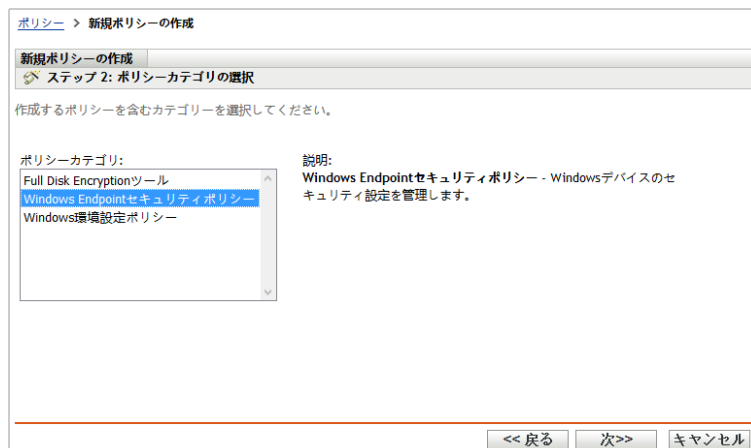 ポリシー > 新規ポリシーの作成
新規ポリシーの作成
ステップ 2: ポリシーカテゴリの選択
作成するポリシーを含むカテゴリーを選択してください。
ポリシーカテゴリ:
Full Disk Encryptionツール
Windows Endpointセキュリティポリシー
Windows環境設定ポリシー
説明:
Windows Endpointセキュリティポリシー - Windowsデバイスのセ
キュリティ設定を管理します。
<< 戻る 次>> キャンセル